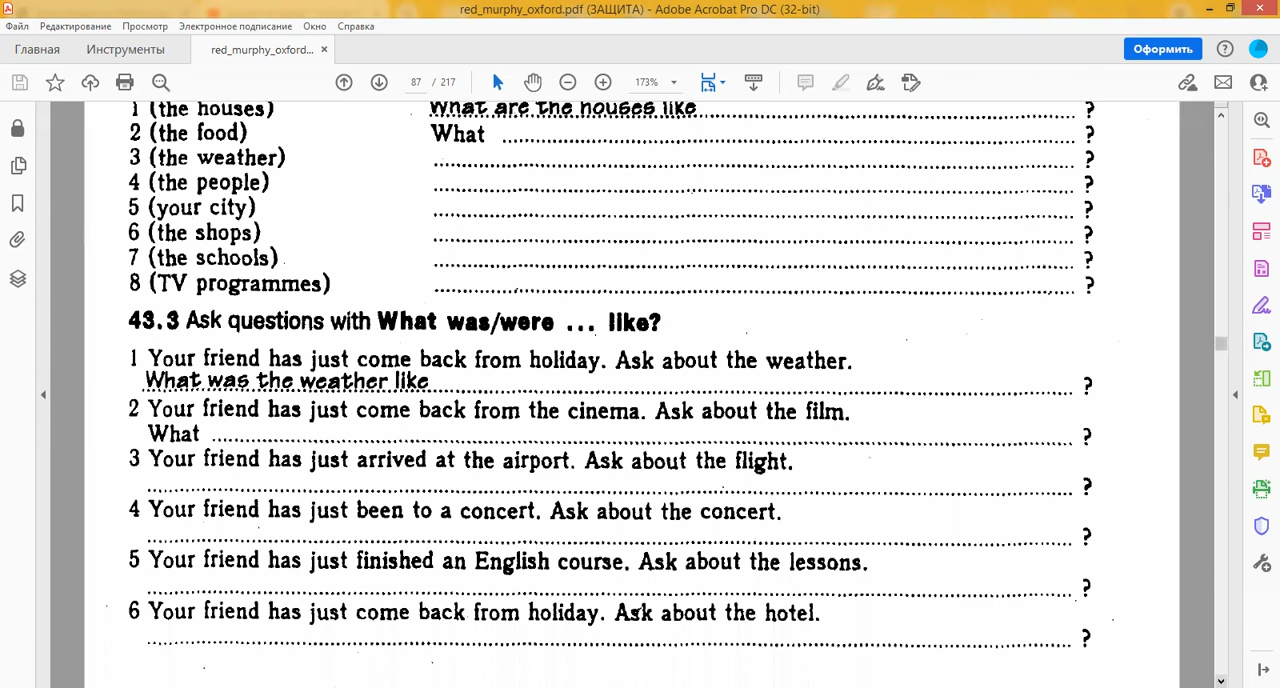 red_murphy_oxford.pdf (ЗАЩИТА) - Adobe Acrobat Pro DC (32-bit)
Файл Редактирование Просмотр Электронное подписание Окно Справка
Главная Инструменты red_murphy_oxford... × Оформить
87 / 217 173%
1 (the houses) What are the houses like ?
2 (the food) What ?
3 (the weather) ?
4 (the people) ?
5 (your city) ?
6 (the shops) ?
7 (the schools) ?
8 (TV programmes) ?
43.3 Ask questions with What was/were ... like?
1 Your friend has just come back from holiday. Ask about the weather.
What was the weather like ?
2 Your friend has just come back from the cinema. Ask about the film.
What ?
3 Your friend has just arrived at the airport. Ask about the flight.
?
4 Your friend has just been to a concert. Ask about the concert.
?
5 Your friend has just finished an English course. Ask about the lessons.
?
6 Your friend has just come back from holiday. Ask about the hotel.
?